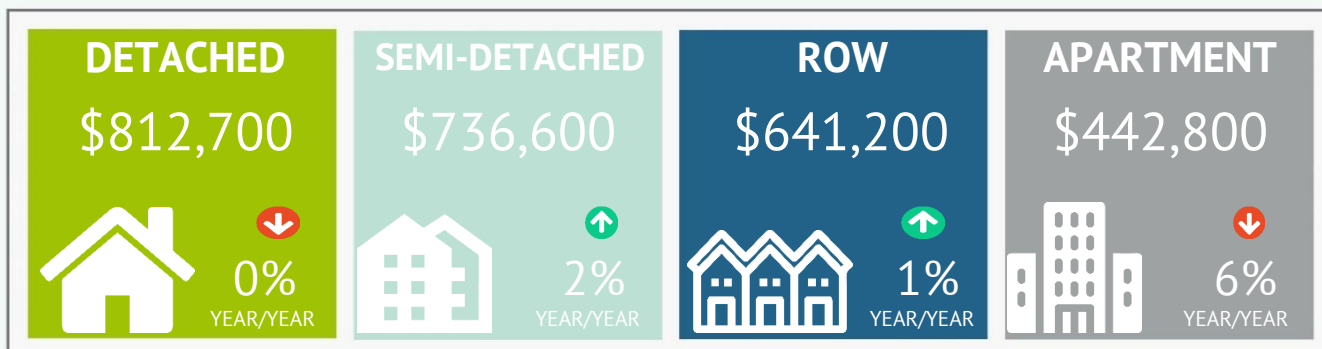 DETACHED
$812,700
0%
YEAR/YEAR
SEMI-DETACHED
$736,600
2%
YEAR/YEAR
ROW
$641,200
1%
YEAR/YEAR
APARTMENT
$442,800
6%
YEAR/YEAR